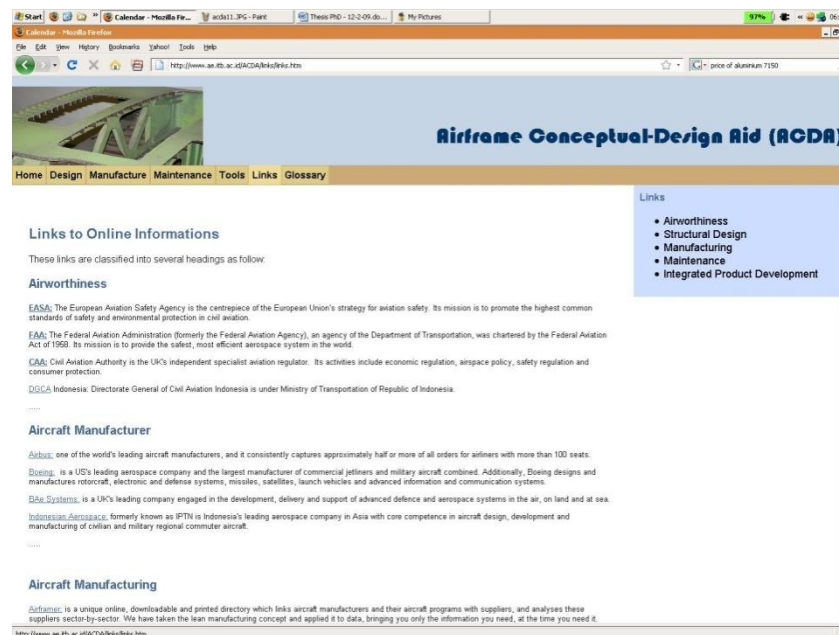 Start
Calendar - Mozilla Fir...
acda11.JPG - Paint
Thesis PhD - 12-2-09.do...
My Pictures
97%
Calendar - Mozilla Firefox
File Edit View History Bookmarks Yahoo! Tools Help
http://www.ae.itb.ac.id/ACDA/links/links.htm
price of aluminium 7150
Airframe Conceptual-Design Aid (ACDA)
Home Design Manufacture Maintenance Tools Links Glossary
Links
• Airworthiness
• Structural Design
• Manufacturing
• Maintenance
• Integrated Product Development
Links to Online Informations
These links are classified into several headings as follow:
Airworthiness
EASA: The European Aviation Safety Agency is the centrepiece of the European Union's strategy for aviation safety. Its mission is to promote the highest common
standards of safety and environmental protection in civil aviation.
FAA: The Federal Aviation Administration (formerly the Federal Aviation Agency), an agency of the Department of Transportation, was chartered by the Federal Aviation
Act of 1958. Its mission is to provide the safest, most efficient aerospace system in the world.
CAA: Civil Aviation Authority is the UK's independent specialist aviation regulator. Its activities include economic regulation, airspace policy, safety regulation and
consumer protection.
DGCA Indonesia: Directorate General of Civil Aviation Indonesia is under Ministry of Transportation of Republic of Indonesia.
.....
Aircraft Manufacturer
Airbus: one of the world's leading aircraft manufacturers, and it consistently captures approximately half or more of all orders for airliners with more than 100 seats.
Boeing: is a US's leading aerospace company and the largest manufacturer of commercial jetliners and military aircraft combined. Additionally, Boeing designs and
manufactures rotorcraft, electronic and defense systems, missiles, satellites, launch vehicles and advanced information and communication systems.
BAe Systems: is a UK's leading company engaged in the development, delivery and support of advanced defence and aerospace systems in the air, on land and at sea.
Indonesian Aerospace: formerly known as IPTN is Indonesia's leading aerospace company in Asia with core competence in aircraft design, development and
manufacturing of civilian and military regional commuter aircraft.
.....
Aircraft Manufacturing
Airframer: is a unique online, downloadable and printed directory which links aircraft manufacturers and their aircraft programs with suppliers, and analyses these
suppliers sector-by-sector. We have taken the lean manufacturing concept and applied it to data, bringing you only the information you need, at the time you need it.
http://www.ae.itb.ac.id/ACDA/links/links.htm